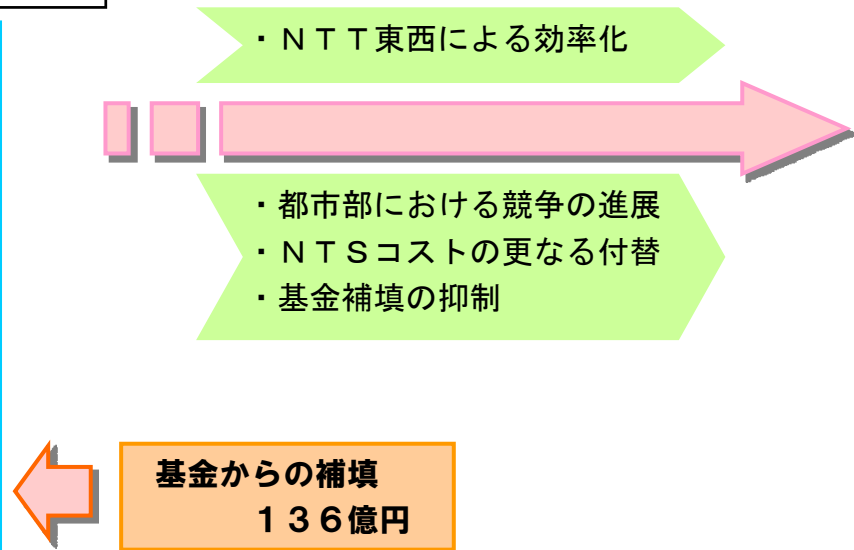 ・ＮＴＴ東西による効率化
・都市部における競争の進展
・ＮＴＳコストの更なる付替
・基金補填の抑制
基金からの補填
１３６億円